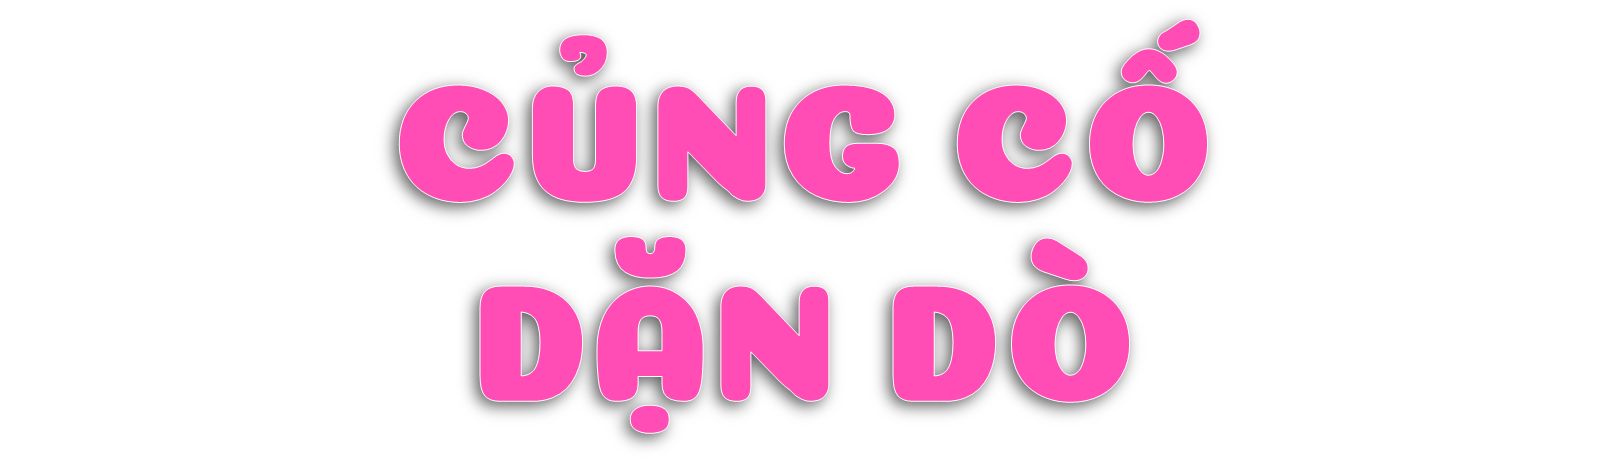 CỦNG CỐ
DẶN DÒ